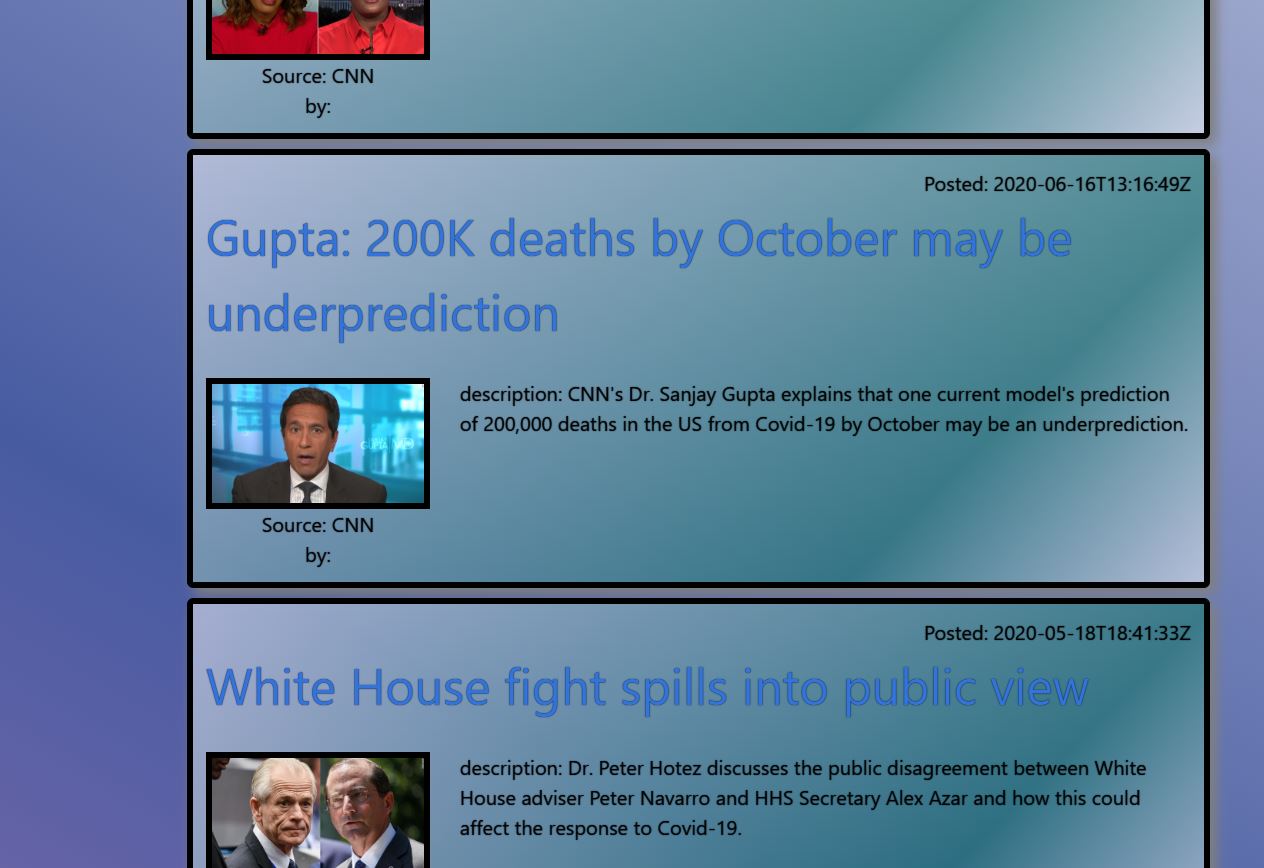 Source: CNN
by:
Posted: 2020-06-16T13:16:49Z
Gupta: 200K deaths by October may be
underprediction
description: CNN's Dr. Sanjay Gupta explains that one current model's prediction
of 200,000 deaths in the US from Covid-19 by October may be an underprediction.
GUPTA
Source: CNN
by:
Posted: 2020-05-18T18:41:33Z
White House fight spills into public view
description: Dr. Peter Hotez discusses the public disagreement between White
House adviser Peter Navarro and HHS Secretary Alex Azar and how this could
affect the response to Covid-19.